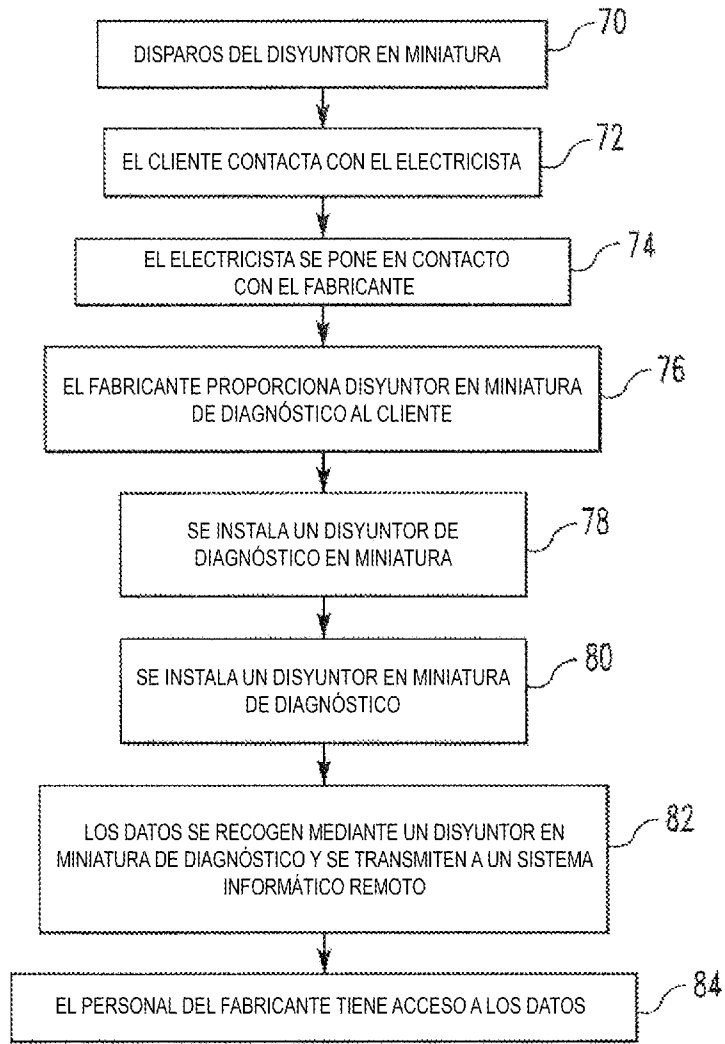 70
DISPAROS DEL DISYUNTOR EN MINIATURA
72
EL CLIENTE CONTACTA CON EL ELECTRICISTA
74
EL ELECTRICISTA SE PONE EN CONTACTO
CON EL FABRICANTE
76
EL FABRICANTE PROPORCIONA DISYUNTOR EN MINIATURA
DE DIAGNÓSTICO AL CLIENTE
78
SE INSTALA UN DISYUNTOR DE
DIAGNÓSTICO EN MINIATURA
80
SE INSTALA UN DISYUNTOR EN MINIATURA
DE DIAGNÓSTICO
82
LOS DATOS SE RECOGEN MEDIANTE UN DISYUNTOR EN
MINIATURA DE DIAGNÓSTICO Y SE TRANSMITEN A UN SISTEMA
INFORMÁTICO REMOTO
84
EL PERSONAL DEL FABRICANTE TIENE ACCESO A LOS DATOS